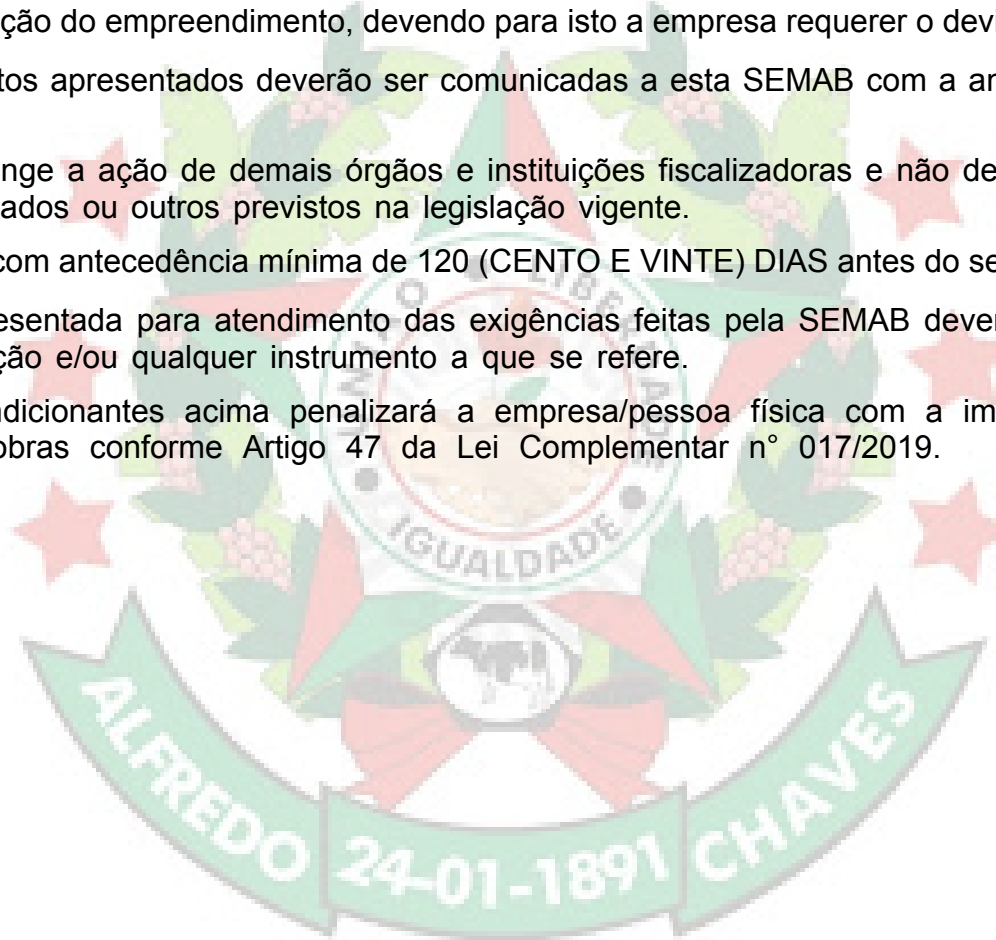 ção do empreendimento, devendo para isto a empresa requerer o devi
tos apresentados deverão ser comunicadas a esta SEMAB com a an
nge a ação de demais órgãos e instituições fiscalizadoras e não de
ados ou outros previstos na legislação vigente.
com antecedência mínima de 120 (CENTO E VINTE) DIAS antes do se
esentada para atendimento das exigências feitas pela SEMAB dever
ção e/ou qualquer instrumento a que se refere.
ndicionantes acima penalizará a empresa/pessoa física com a im
obras conforme Artigo 47 da Lei Complementar n° 017/2019.
LIBERDADE
IGUALDADE
ALFREDO CHAVES
24-01-1891